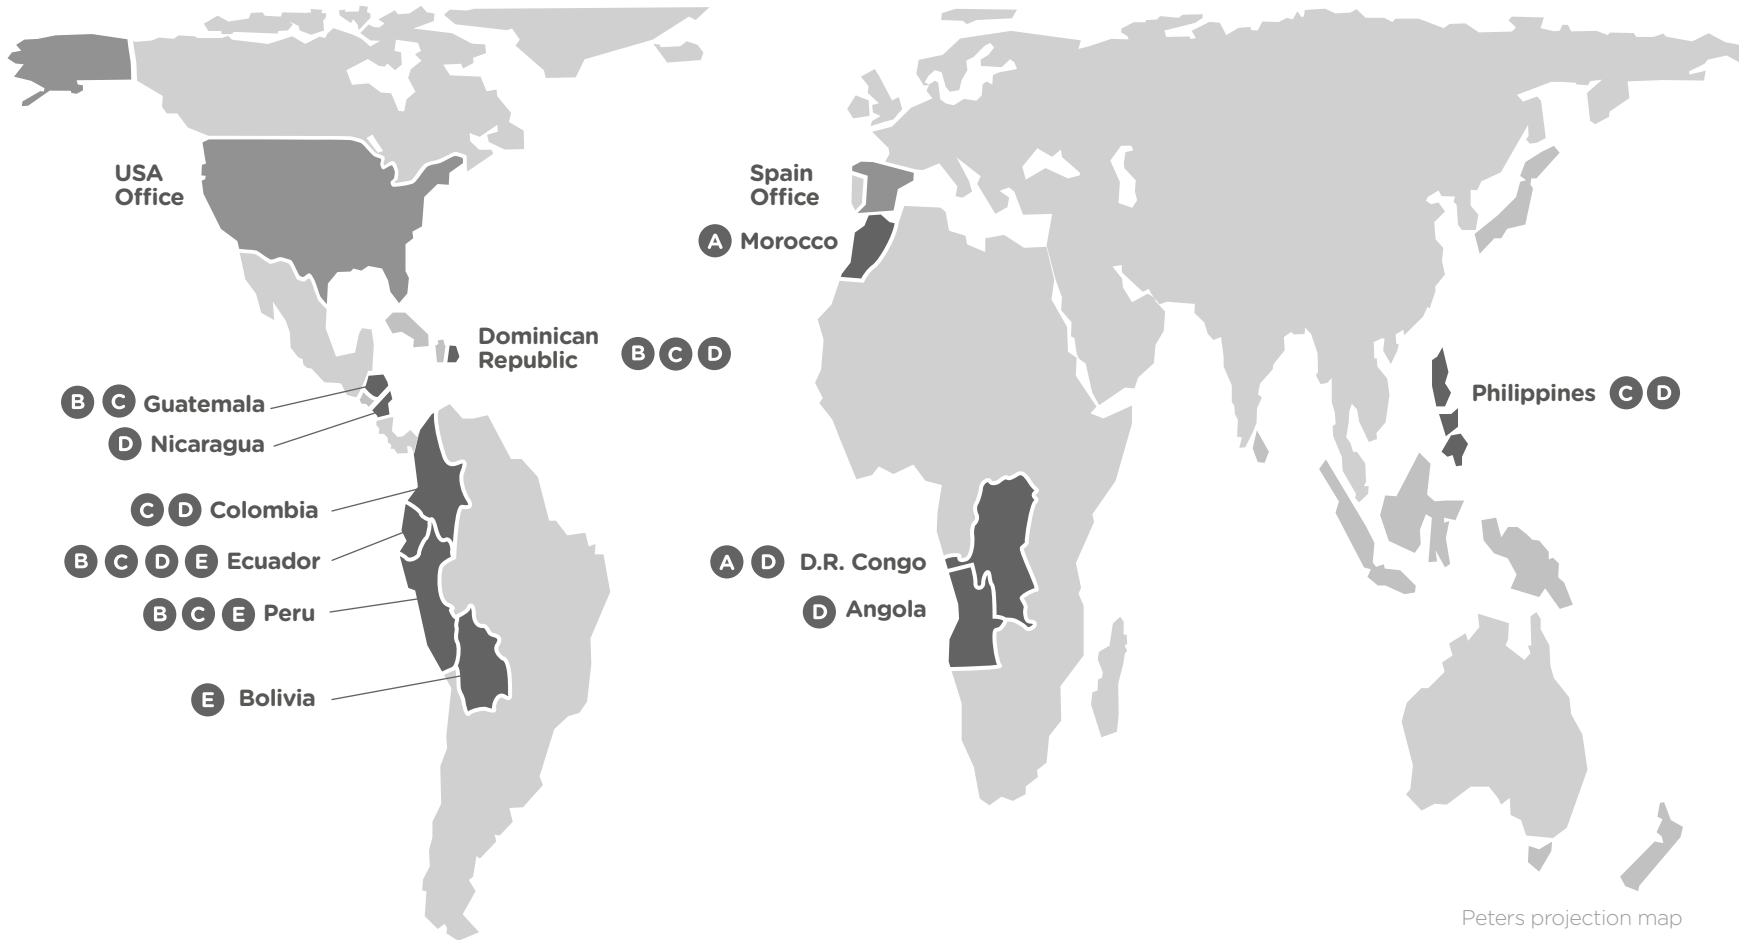 USA
Office
Spain
Office
A Morocco
Dominican
Republic B C D
B C Guatemala
D Nicaragua
Philippines C D
C D Colombia
B C D E Ecuador
A D D.R. Congo
B C E Peru
D Angola
E Bolivia
Peters projection map